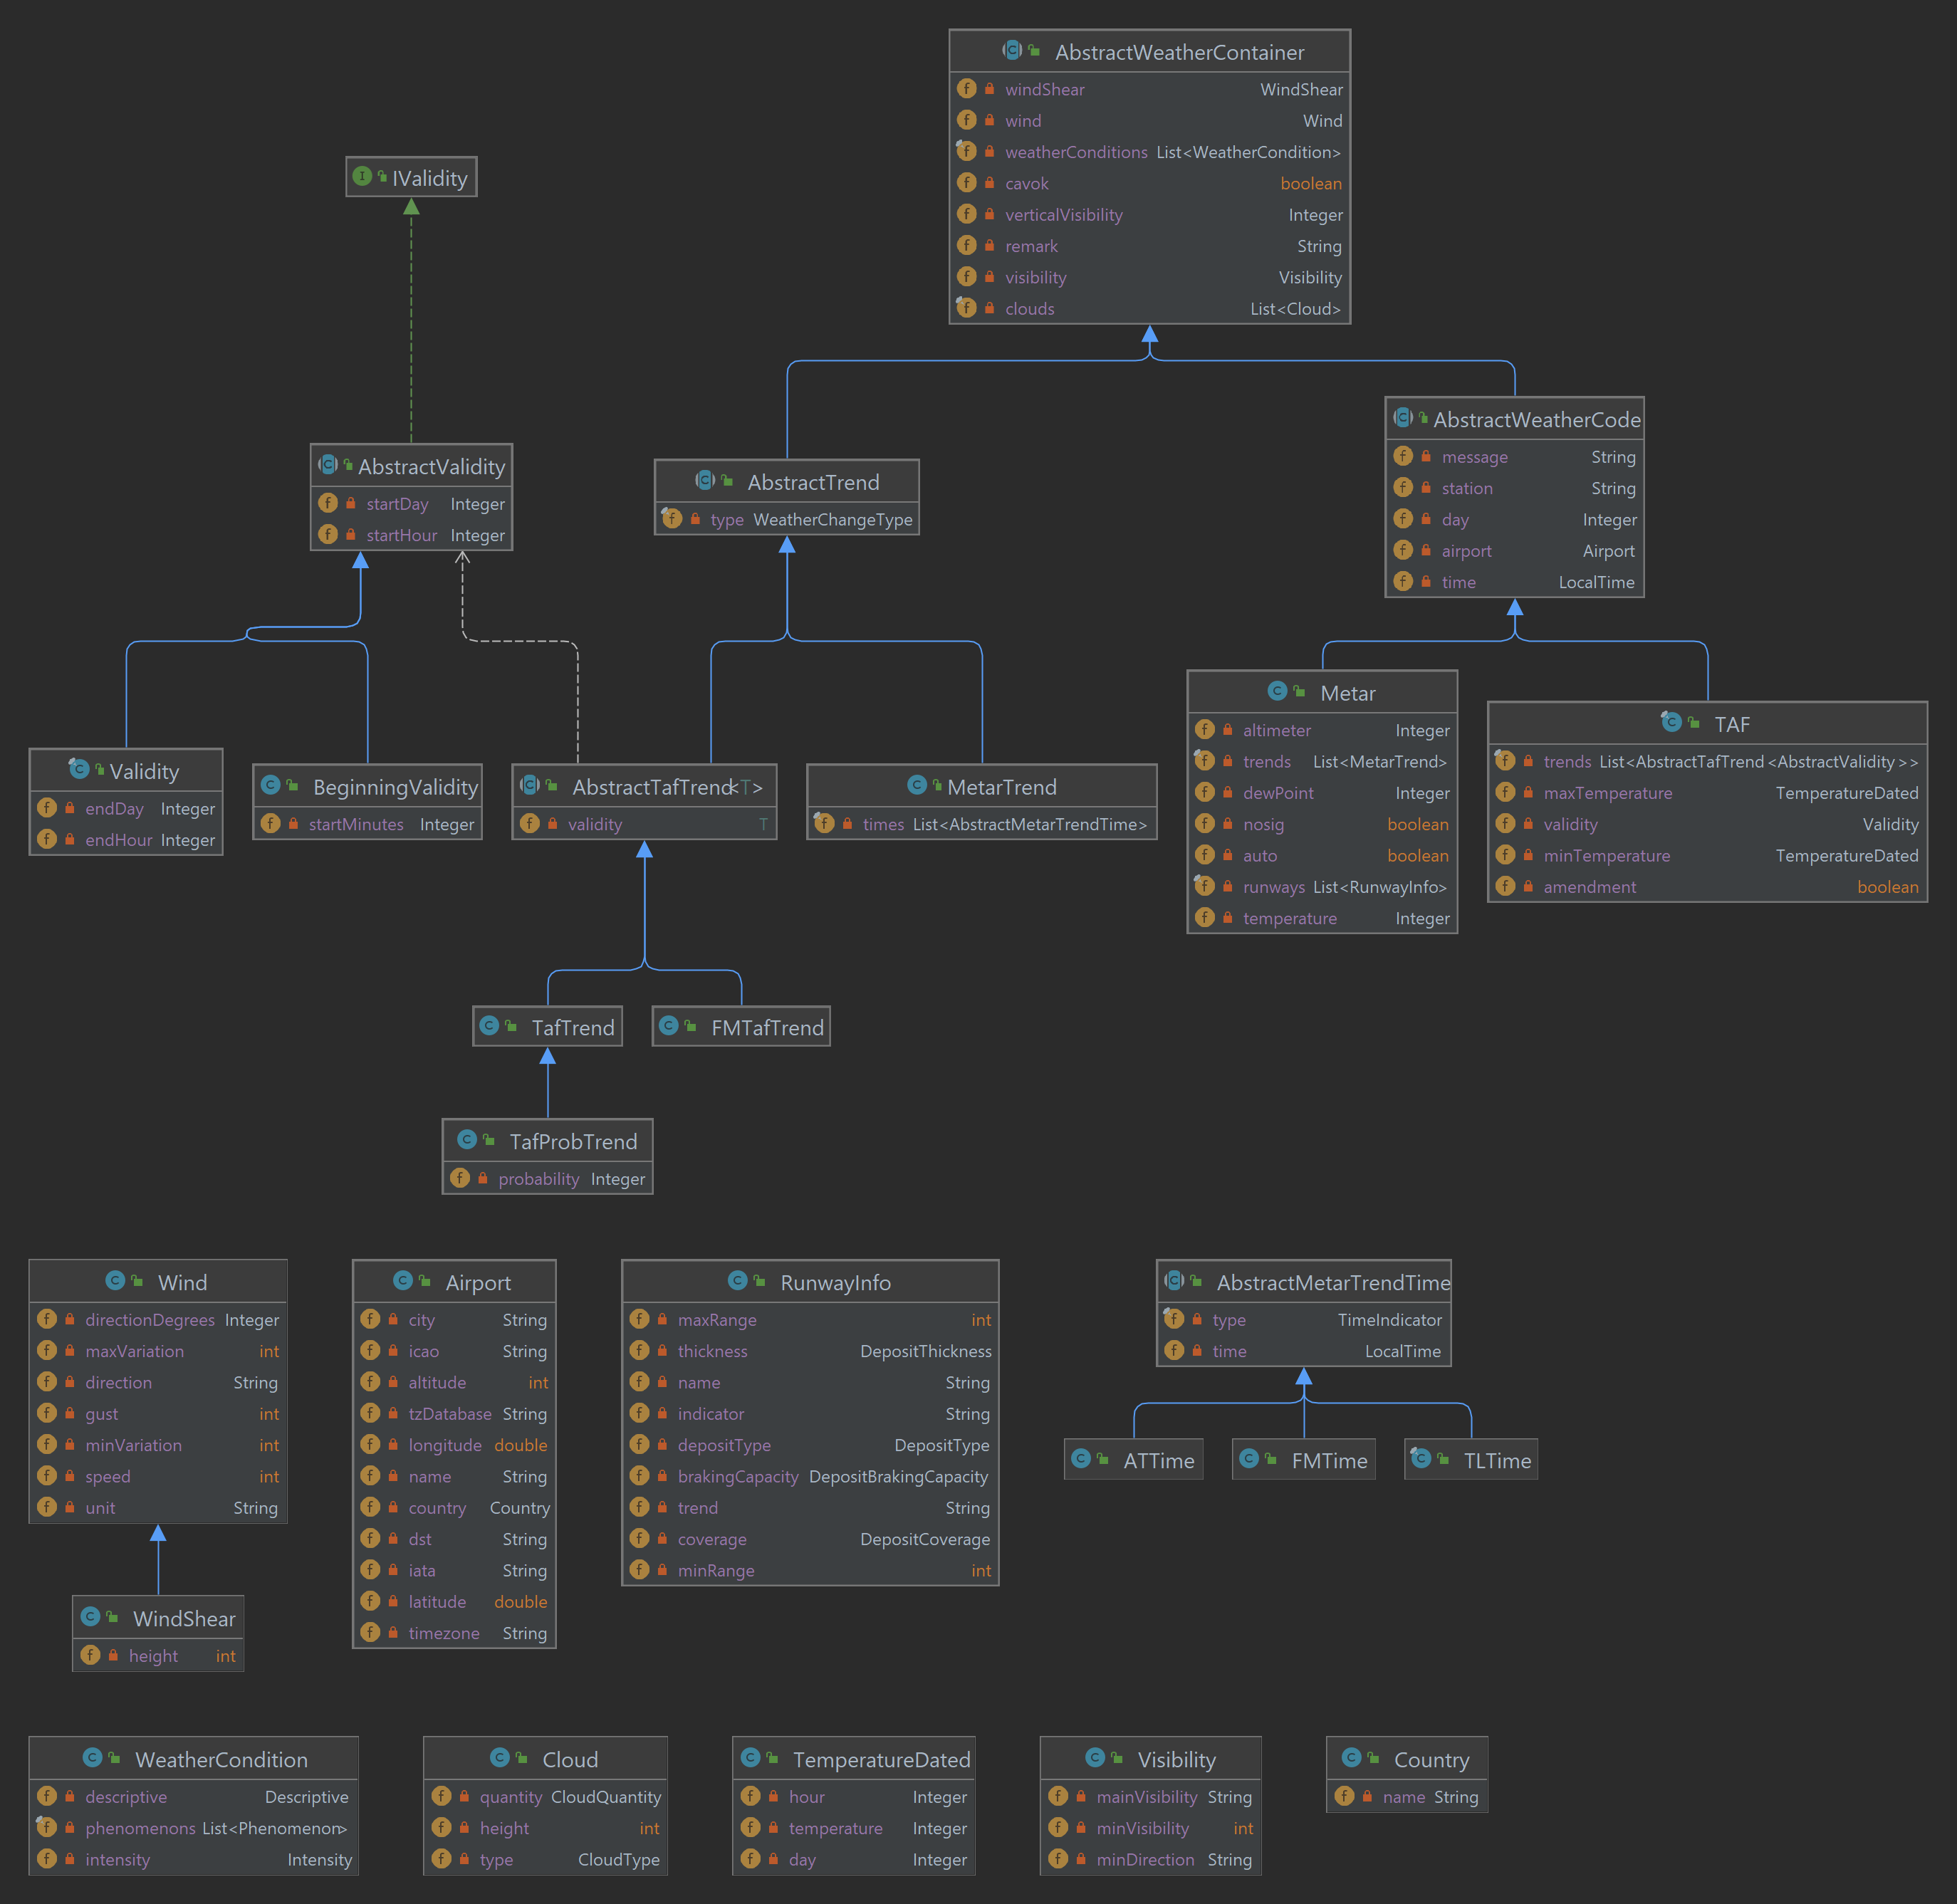 AbstractWeatherContainer
windShear WindShear
wind Wind
weatherConditions List<WeatherCondition>
cavok boolean
verticalVisibility Integer
remark String
visibility Visibility
clouds List<Cloud>
IValidity
AbstractWeatherCode
message String
station String
day Integer
airport Airport
time LocalTime
AbstractValidity
startDay Integer
startHour Integer
AbstractTrend
type WeatherChangeType
Metar
altimeter Integer
trends List<MetarTrend>
dewPoint Integer
nosig boolean
auto boolean
runways List<RunwayInfo>
temperature Integer
TAF
trends List<AbstractTafTrend<AbstractValidity>>
maxTemperature TemperatureDated
validity Validity
minTemperature TemperatureDated
amendment boolean
Validity
endDay Integer
endHour Integer
BeginningValidity
startMinutes Integer
AbstractTafTrend<T>
validity T
MetarTrend
times List<AbstractMetarTrendTime>
TafTrend
FMTafTrend
TafProbTrend
probability Integer
Wind
directionDegrees Integer
maxVariation int
direction String
gust int
minVariation int
speed int
unit String
Airport
city String
icao String
altitude int
tzDatabase String
longitude double
name String
country Country
dst String
iata String
latitude double
timezone String
RunwayInfo
maxRange int
thickness DepositThickness
name String
indicator String
depositType DepositType
brakingCapacity DepositBrakingCapacity
trend String
coverage DepositCoverage
minRange int
AbstractMetarTrendTime
type TimeIndicator
time LocalTime
ATTime
FMTime
TLTime
WindShear
height int
WeatherCondition
descriptive Descriptive
phenomenons List<Phenomenon>
intensity Intensity
Cloud
quantity CloudQuantity
height int
type CloudType
TemperatureDated
hour Integer
temperature Integer
day Integer
Visibility
mainVisibility String
minVisibility int
minDirection String
Country
name String